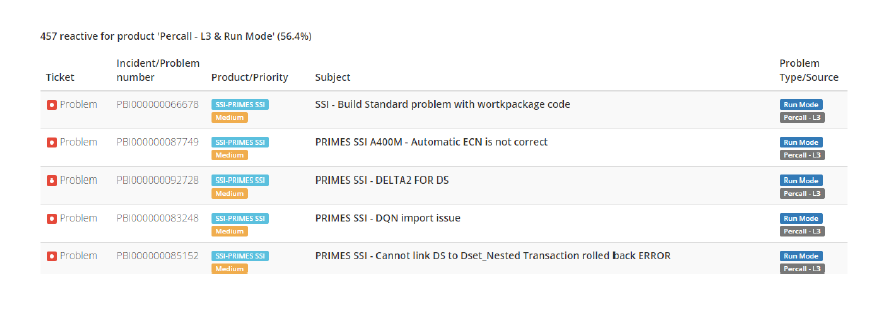 457 reactive for product 'Percall - L3 & Run Mode' (56.4%)
Ticket Incident/Problem number Product/Priority Subject Problem Type/Source
Problem PBI000000066678 SSI-PRIMES SSI Medium SSI - Build Standard problem with wortkpackage code Run Mode Percall - L3
Problem PBI000000087749 SSI-PRIMES SSI Medium PRIMES SSI A400M - Automatic ECN is not correct Run Mode Percall - L3
Problem PBI000000092728 SSI-PRIMES SSI Medium PRIMES SSI - DELTA2 FOR DS Run Mode Percall - L3
Problem PBI000000083248 SSI-PRIMES SSI Medium PRIMES SSI - DQN import issue Run Mode Percall - L3
Problem PBI000000085152 SSI-PRIMES SSI Medium PRIMES SSI - Cannot link DS to Dset_Nested Transaction rolled back ERROR Run Mode Percall - L3